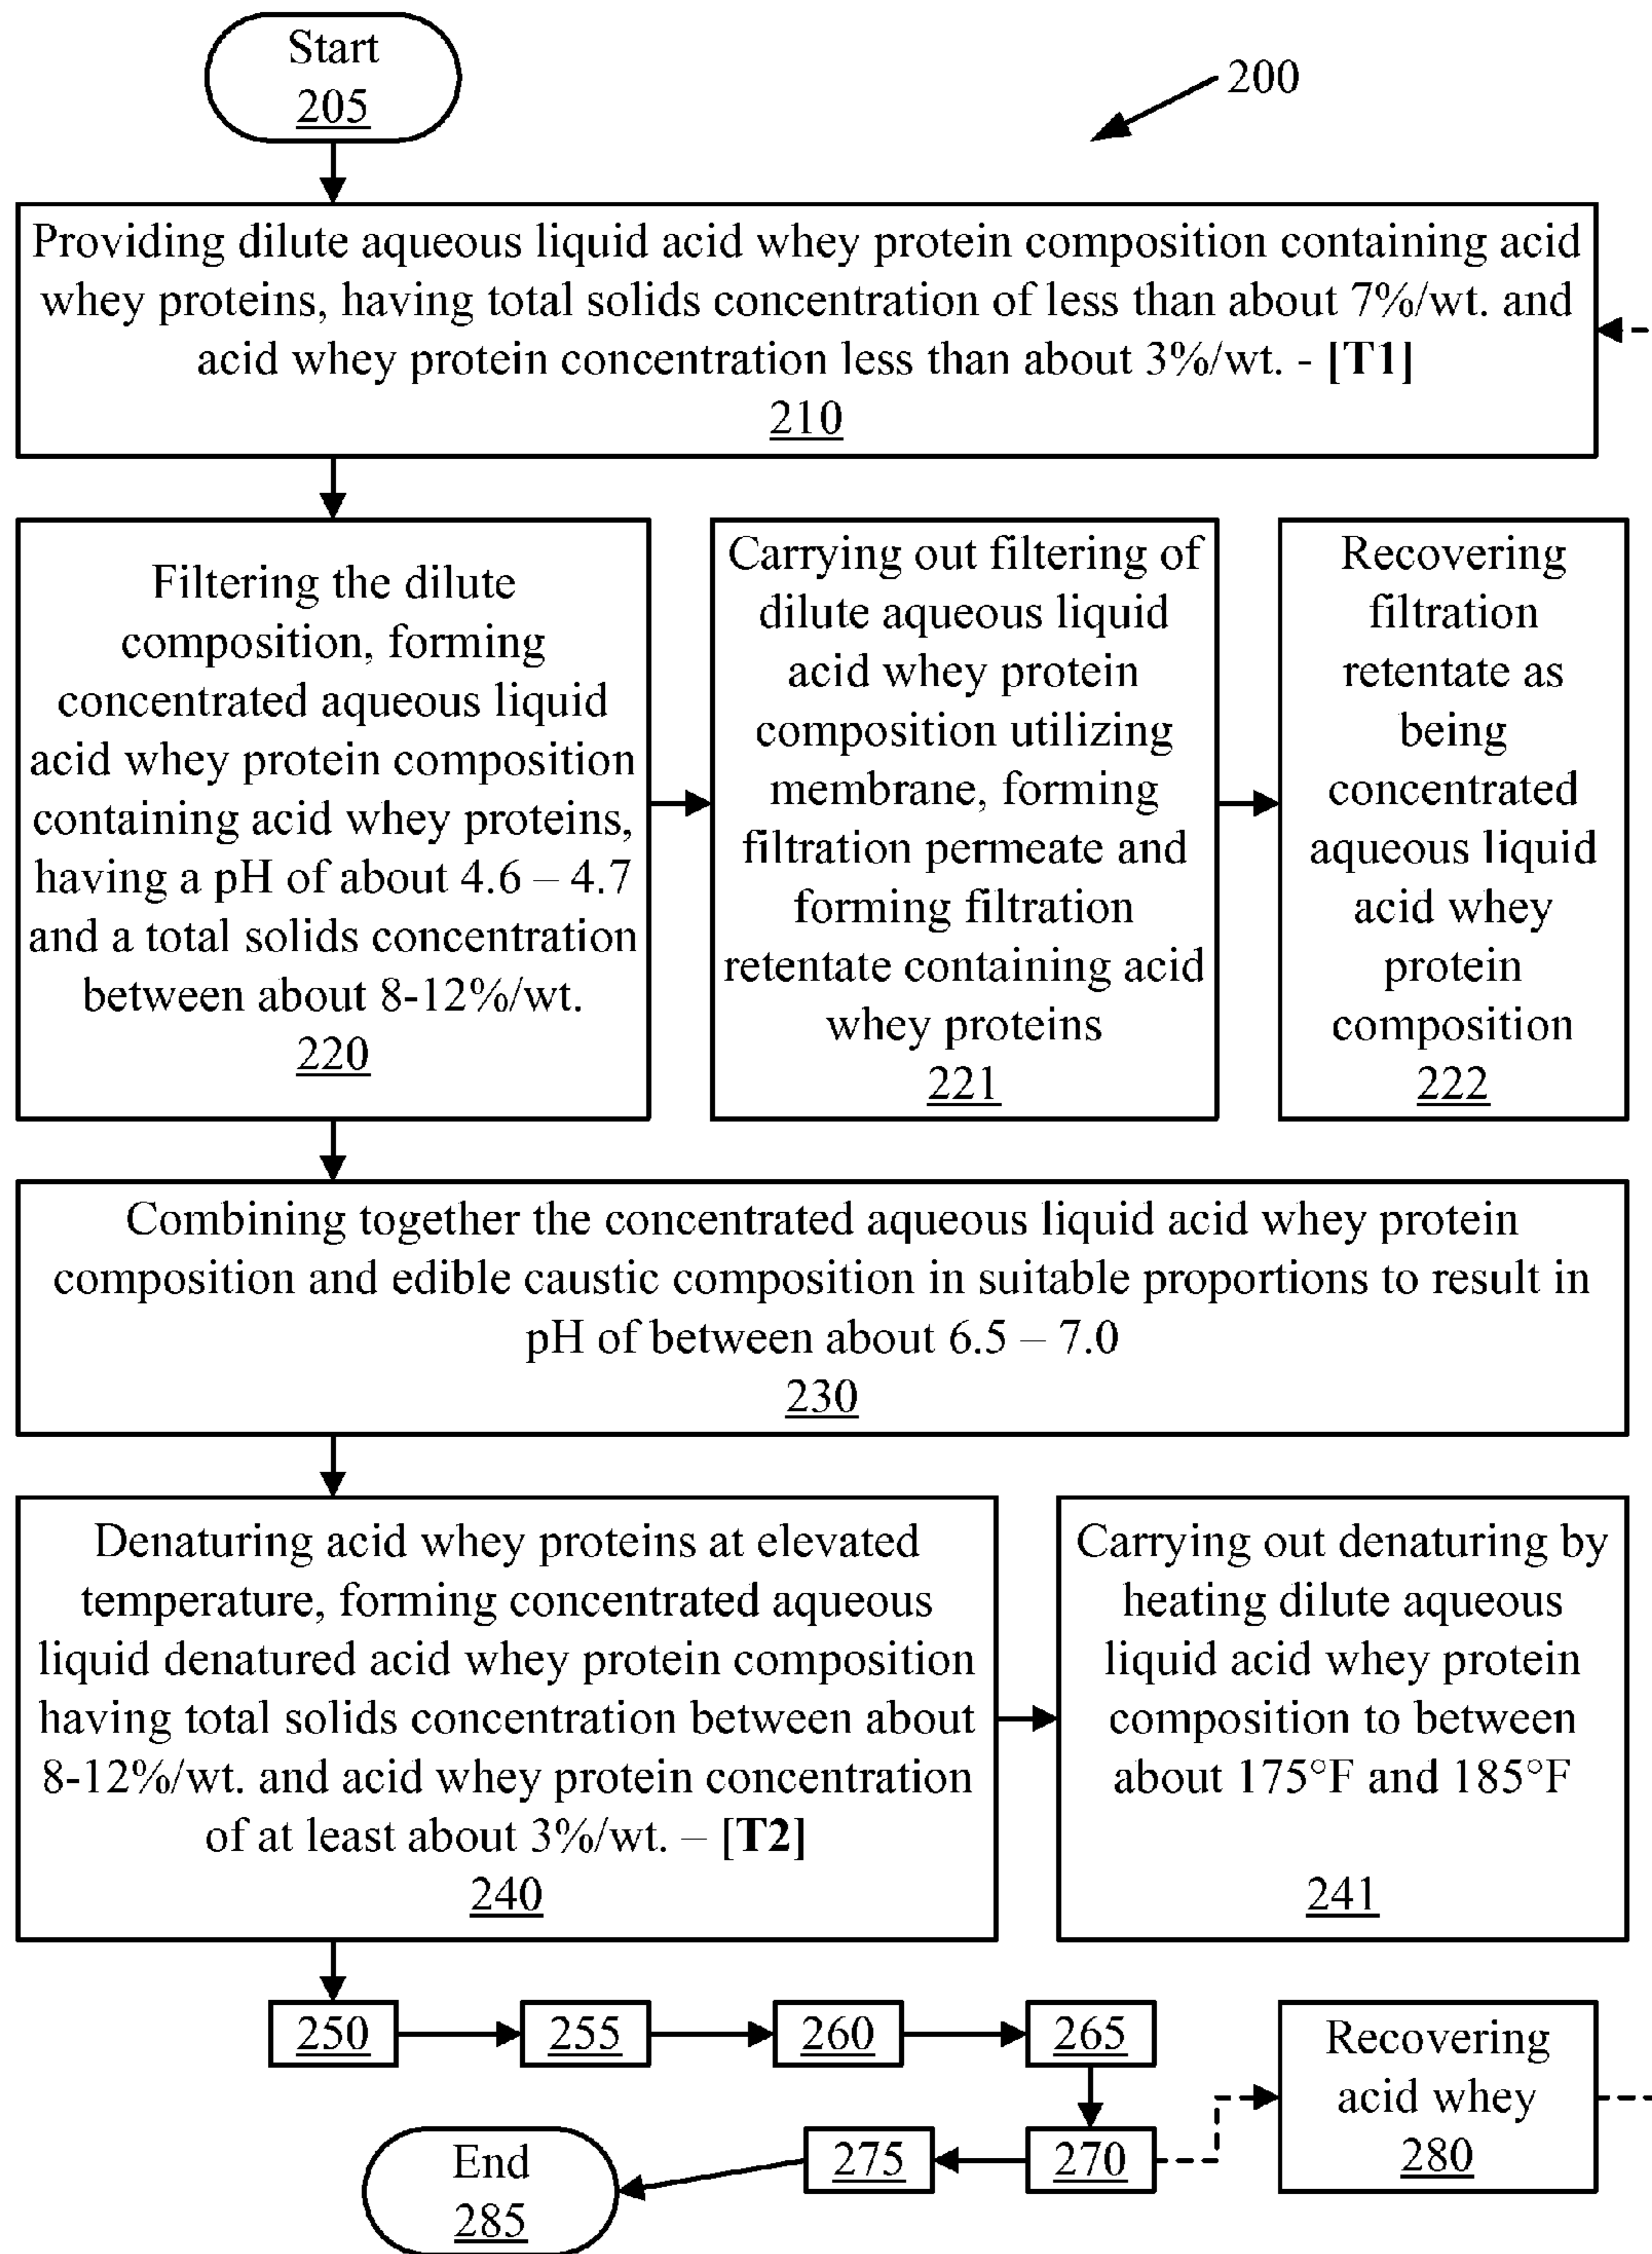 Start
205
200
Providing dilute aqueous liquid acid whey protein composition containing acid
whey proteins, having total solids concentration of less than about 7%/wt. and
acid whey protein concentration less than about 3%/wt. - [T1]
210
Filtering the dilute
composition, forming
concentrated aqueous liquid
acid whey protein composition
containing acid whey proteins,
having a pH of about 4.6 – 4.7
and a total solids concentration
between about 8-12%/wt.
220
Carrying out filtering of
dilute aqueous liquid
acid whey protein
composition utilizing
membrane, forming
filtration permeate and
forming filtration
retentate containing acid
whey proteins
221
Recovering
filtration
retentate as
being
concentrated
aqueous liquid
acid whey
protein
composition
222
Combining together the concentrated aqueous liquid acid whey protein
composition and edible caustic composition in suitable proportions to result in
pH of between about 6.5 – 7.0
230
Denaturing acid whey proteins at elevated
temperature, forming concentrated aqueous
liquid denatured acid whey protein composition
having total solids concentration between about
8-12%/wt. and acid whey protein concentration
of at least about 3%/wt. – [T2]
240
Carrying out denaturing by
heating dilute aqueous
liquid acid whey protein
composition to between
about 175°F and 185°F
241
250
255
260
265
270
275
Recovering
acid whey
280
End
285